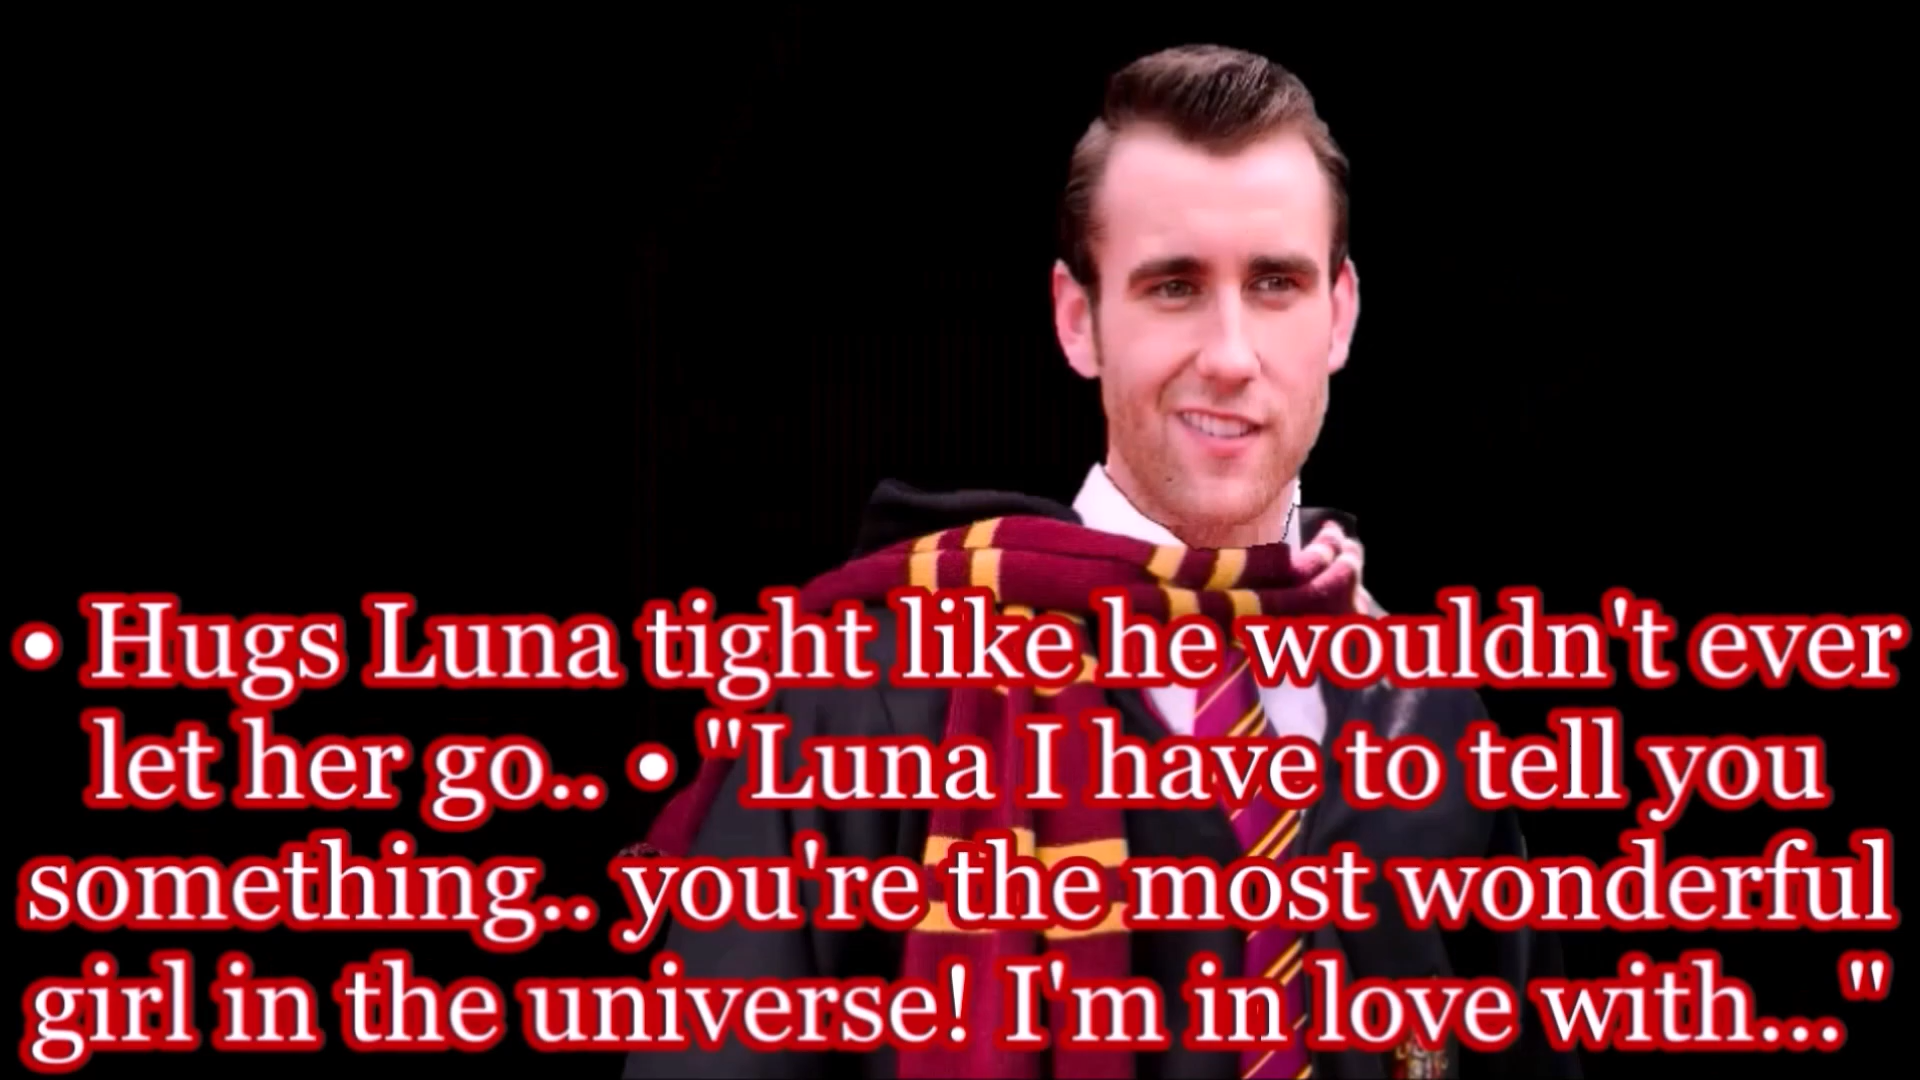 • Hugs Luna tight like he wouldn't ever
let her go.. • "Luna I have to tell you
something.. you're the most wonderful
girl in the universe! I'm in love with..."